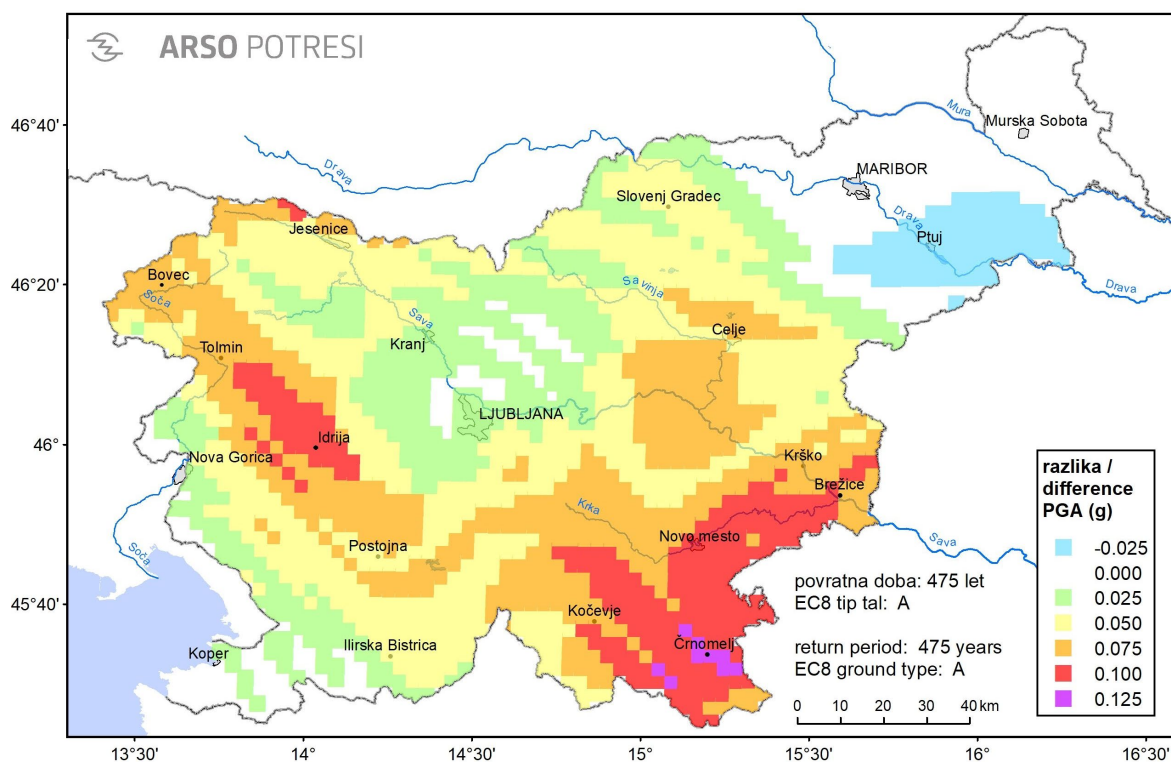 ARSO POTRESI
46°40'
46°20'
46°
45°40'
13°30'
14°
14°30'
15°
15°30'
16°
16°30'
Mura
Murska Sobota
Drava
MARIBOR
Slovenj Gradec
Drava
Ptuj
Jesenice
Bovec
Soča
Savinja
Drava
Sava
Celje
Kranj
Tolmin
LJUBLJANA
Idrija
Nova Gorica
Krško
Brežice
Krka
Novo mesto
Sava
Soča
Postojna
Kočevje
Črnomelj
Koper
Ilirska Bistrica
povratna doba: 475 let
EC8 tip tal: A
return period: 475 years
EC8 ground type: A
0 10 20 30 40 km
razlika /
difference
PGA (g)
-0.025
0.000
0.025
0.050
0.075
0.100
0.125